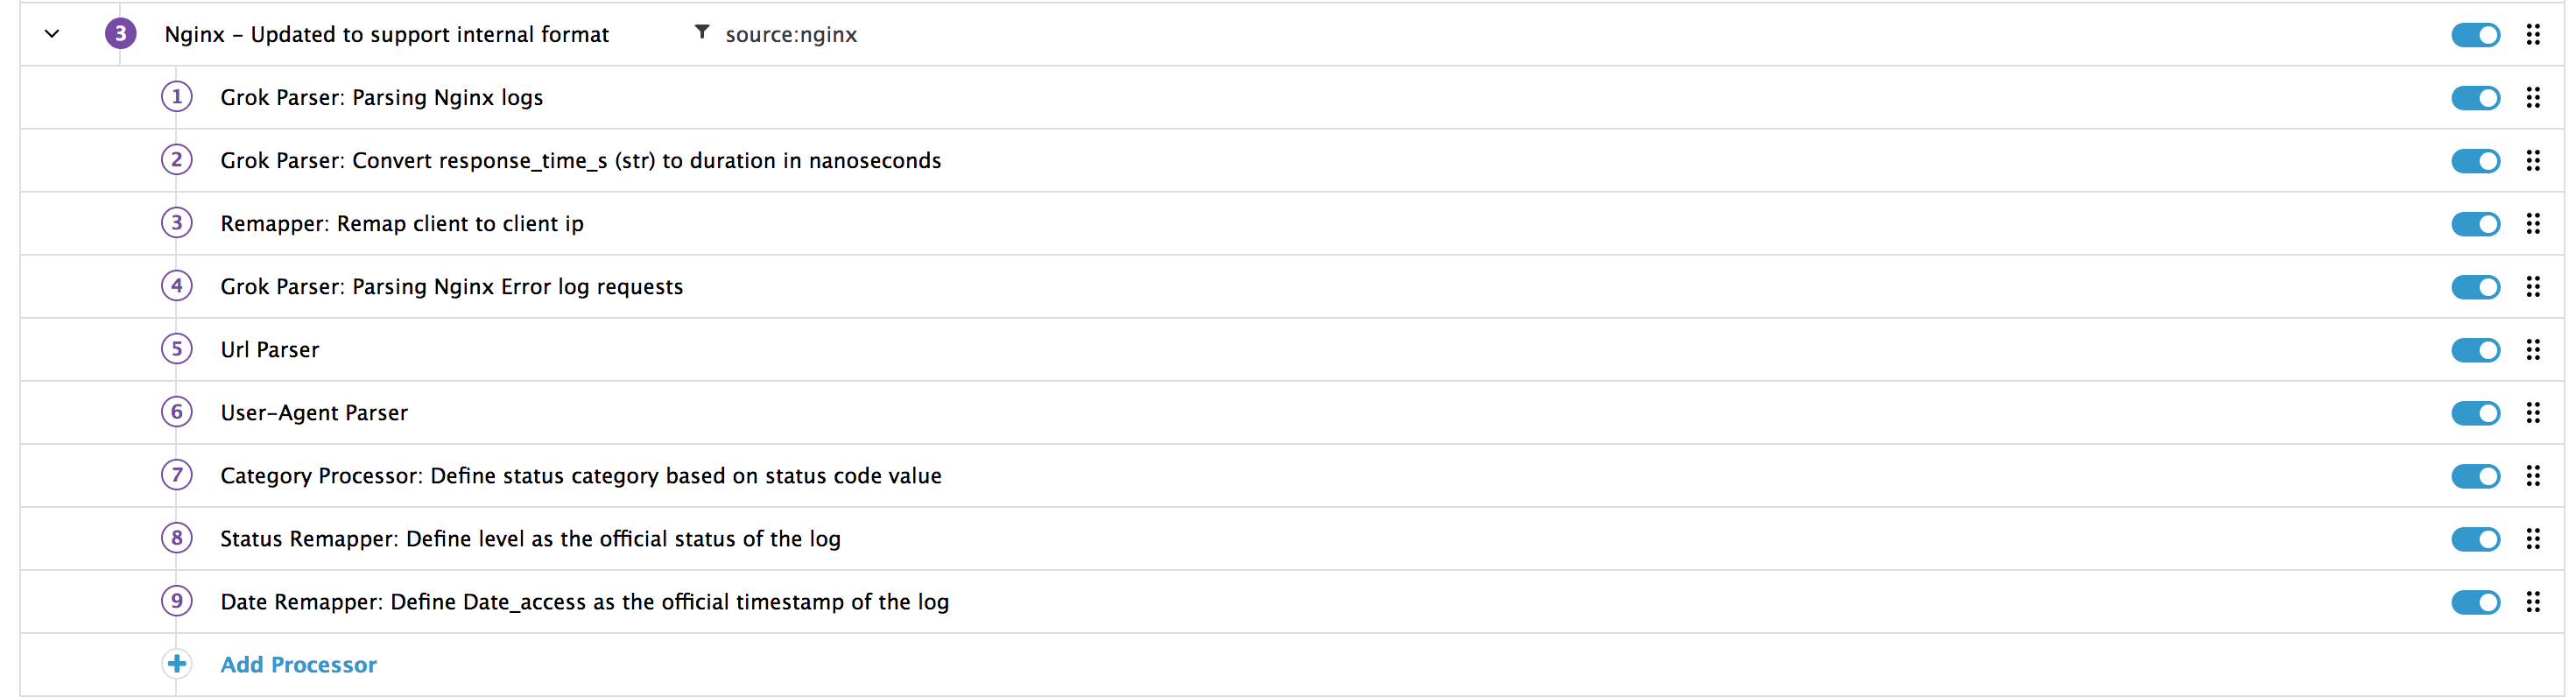 3 Nginx – Updated to support internal format source:nginx
1 Grok Parser: Parsing Nginx logs
2 Grok Parser: Convert response_time_s (str) to duration in nanoseconds
3 Remapper: Remap client to client ip
4 Grok Parser: Parsing Nginx Error log requests
5 Url Parser
6 User-Agent Parser
7 Category Processor: Define status category based on status code value
8 Status Remapper: Define level as the official status of the log
9 Date Remapper: Define Date_access as the official timestamp of the log
Add Processor